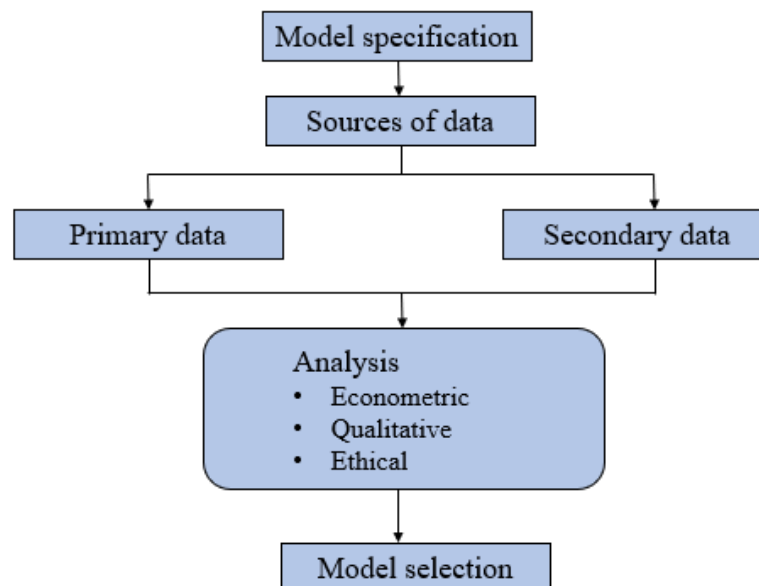 Model specification
Sources of data
Primary data
Secondary data
Analysis
• Econometric
• Qualitative
• Ethical
Model selection